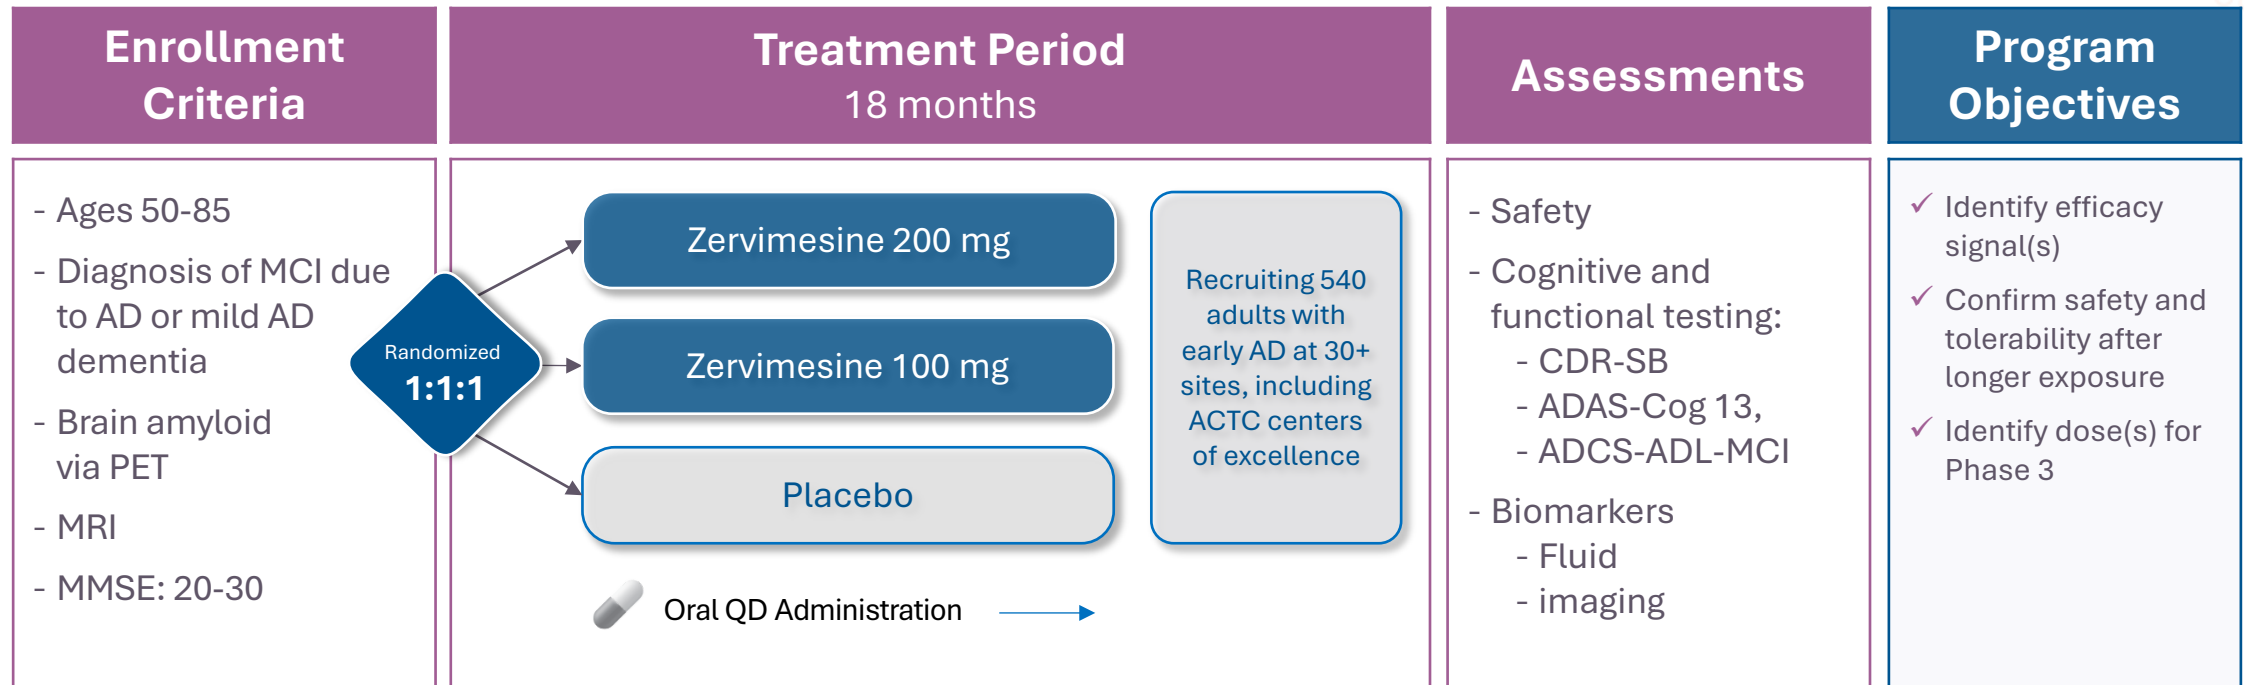 Enrollment
Criteria
Treatment Period
18 months
Assessments
Program
Objectives
- Ages 50-85
- Diagnosis of MCI due
to AD or mild AD
dementia
- Brain amyloid
via PET
- MRI
- MMSE: 20-30
Randomized
1:1:1
Zervimesine 200 mg
Zervimesine 100 mg
Placebo
Oral QD Administration
Recruiting 540
adults with
early AD at 30+
sites, including
ACTC centers
of excellence
- Safety
- Cognitive and
functional testing:
- CDR-SB
- ADAS-Cog 13,
- ADCS-ADL-MCI
- Biomarkers
- Fluid
- imaging
✓ Identify efficacy
signal(s)
✓ Confirm safety and
tolerability after
longer exposure
✓ Identify dose(s) for
Phase 3